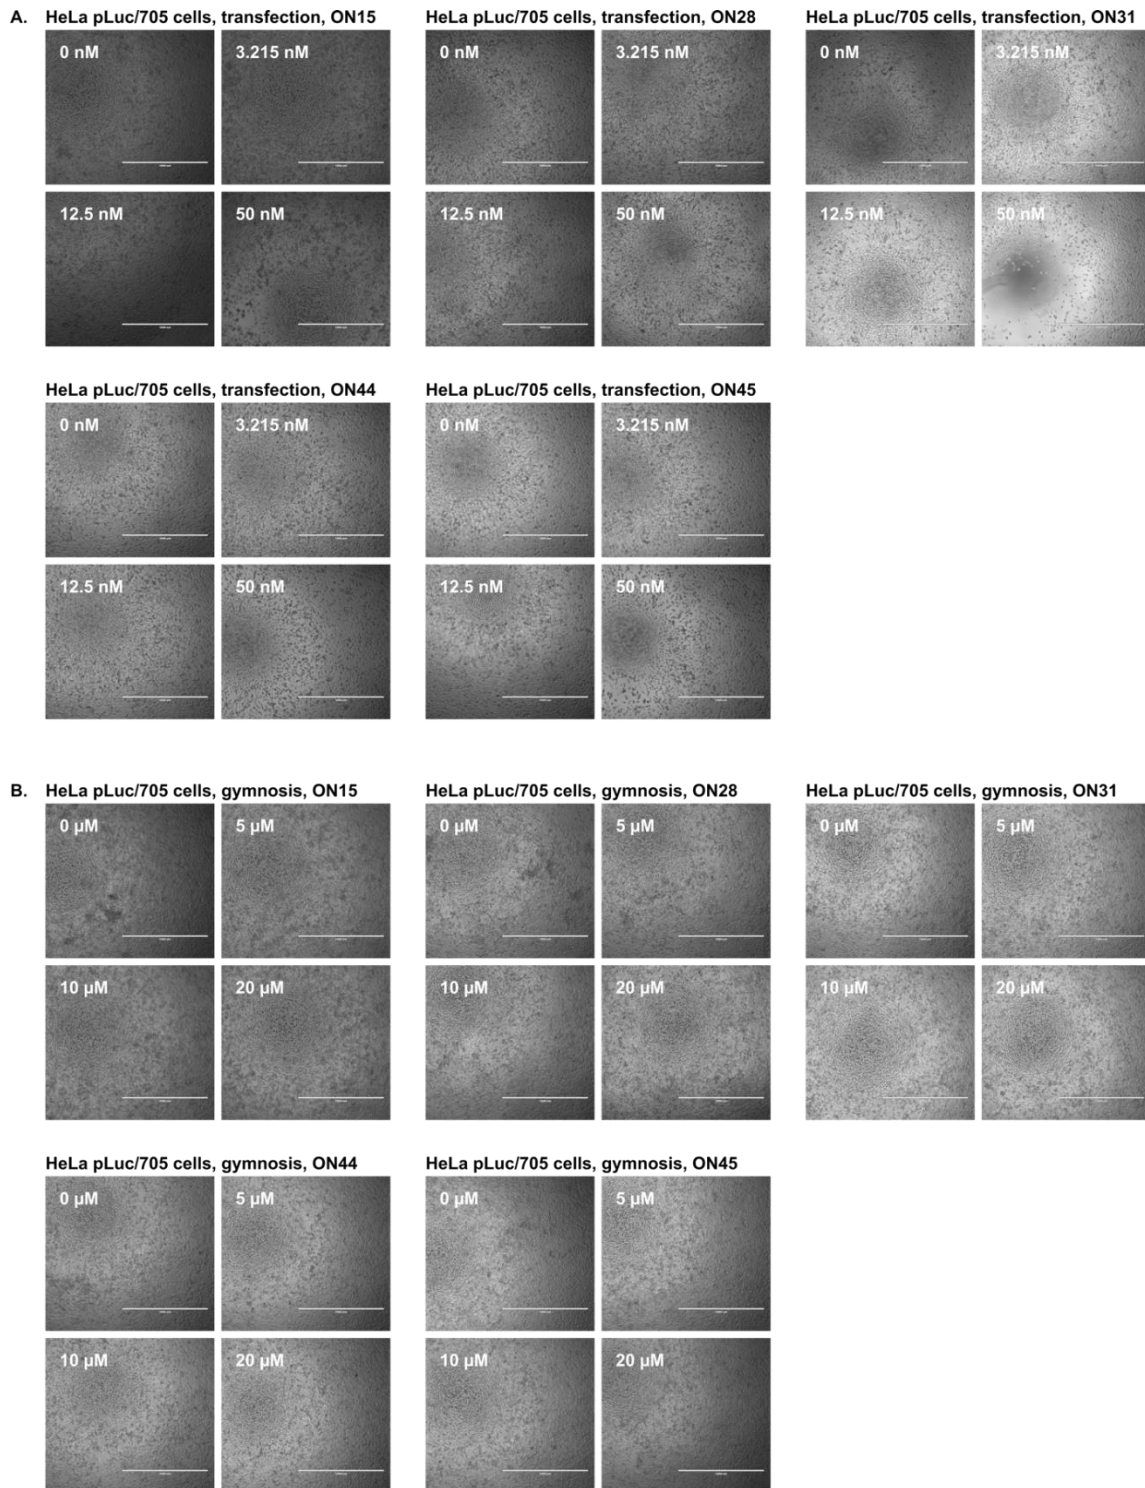 A. HeLa pLuc/705 cells, transfection, ON15 HeLa pLuc/705 cells, transfection, ON28 HeLa pLuc/705 cells, transfection, ON31
0 nM 3.215 nM 0 nM 3.215 nM 0 nM 3.215 nM
12.5 nM 50 nM 12.5 nM 50 nM 12.5 nM 50 nM
HeLa pLuc/705 cells, transfection, ON44 HeLa pLuc/705 cells, transfection, ON45
0 nM 3.215 nM 0 nM 3.215 nM
12.5 nM 50 nM 12.5 nM 50 nM
B. HeLa pLuc/705 cells, gymnosis, ON15 HeLa pLuc/705 cells, gymnosis, ON28 HeLa pLuc/705 cells, gymnosis, ON31
0 µM 5 µM 0 µM 5 µM 0 µM 5 µM
10 µM 20 µM 10 µM 20 µM 10 µM 20 µM
HeLa pLuc/705 cells, gymnosis, ON44 HeLa pLuc/705 cells, gymnosis, ON45
0 µM 5 µM 0 µM 5 µM
10 µM 20 µM 10 µM 20 µM